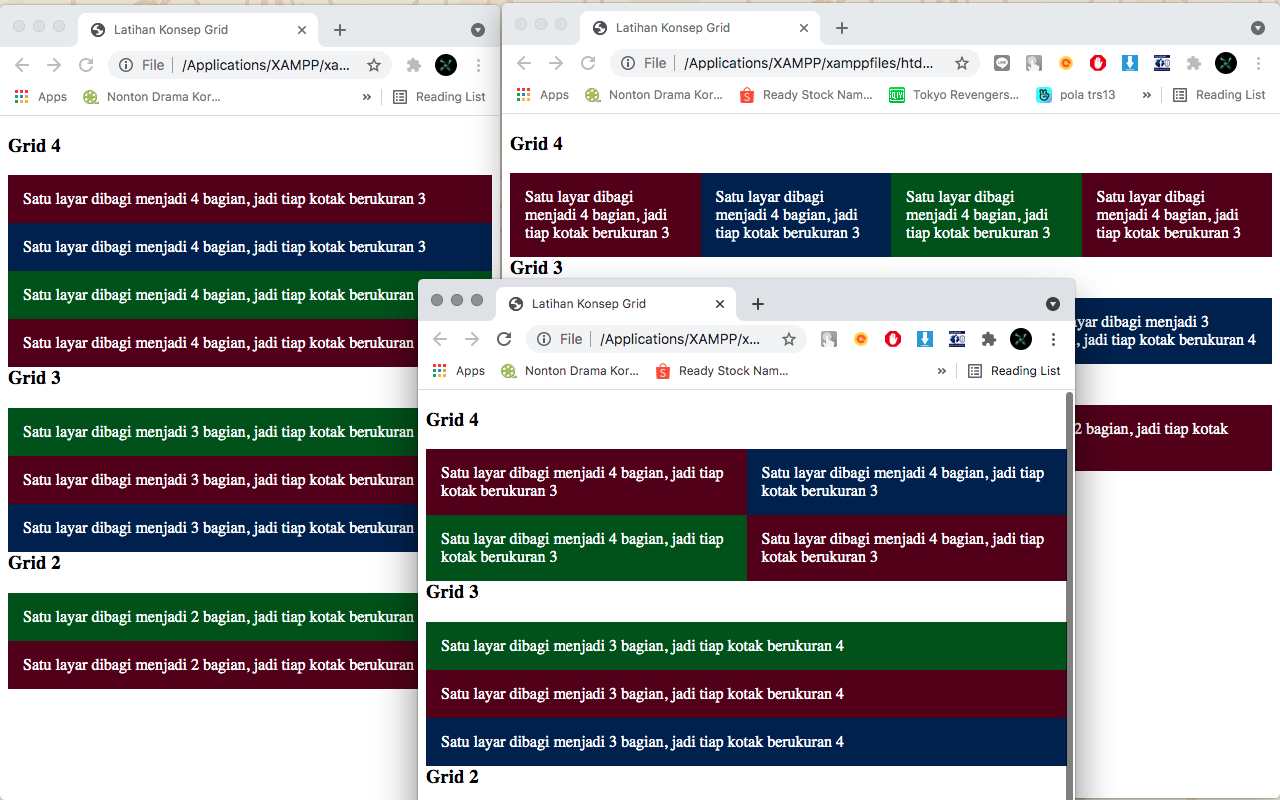 Latihan Konsep Grid
File
/Applications/XAMPP/xa...
Apps
Nonton Drama Kor...
»
Reading List
Grid 4
Satu layar dibagi menjadi 4 bagian, jadi tiap kotak berukuran 3
Satu layar dibagi menjadi 4 bagian, jadi tiap kotak berukuran 3
Satu layar dibagi menjadi 4 bagian, jadi tiap kotak berukuran
Satu layar dibagi menjadi 4 bagian, jadi tiap kotak berukuran
Grid 3
Satu layar dibagi menjadi 3 bagian, jadi tiap kotak berukuran
Satu layar dibagi menjadi 3 bagian, jadi tiap kotak berukuran
Satu layar dibagi menjadi 3 bagian, jadi tiap kotak berukuran
Grid 2
Satu layar dibagi menjadi 2 bagian, jadi tiap kotak berukuran
Satu layar dibagi menjadi 2 bagian, jadi tiap kotak berukuran
Latihan Konsep Grid
File
/Applications/XAMPP/xamppfiles/htd...
Apps
Nonton Drama Kor...
Ready Stock Nam...
Tokyo Revengers...
pola trs13
»
Reading List
Grid 4
Satu layar dibagi
menjadi 4 bagian, jadi
tiap kotak berukuran 3
Satu layar dibagi
menjadi 4 bagian, jadi
tiap kotak berukuran 3
Satu layar dibagi
menjadi 4 bagian, jadi
tiap kotak berukuran 3
Satu layar dibagi
menjadi 4 bagian, jadi
tiap kotak berukuran 3
Grid 3
dibagi menjadi 3
, jadi tiap kotak berukuran 4
2 bagian, jadi tiap kotak
Latihan Konsep Grid
File
/Applications/XAMPP/x...
Apps
Nonton Drama Kor...
Ready Stock Nam...
»
Reading List
Grid 4
Satu layar dibagi menjadi 4 bagian, jadi tiap
kotak berukuran 3
Satu layar dibagi menjadi 4 bagian, jadi tiap
kotak berukuran 3
Satu layar dibagi menjadi 4 bagian, jadi tiap
kotak berukuran 3
Satu layar dibagi menjadi 4 bagian, jadi tiap
kotak berukuran 3
Grid 3
Satu layar dibagi menjadi 3 bagian, jadi tiap kotak berukuran 4
Satu layar dibagi menjadi 3 bagian, jadi tiap kotak berukuran 4
Satu layar dibagi menjadi 3 bagian, jadi tiap kotak berukuran 4
Grid 2